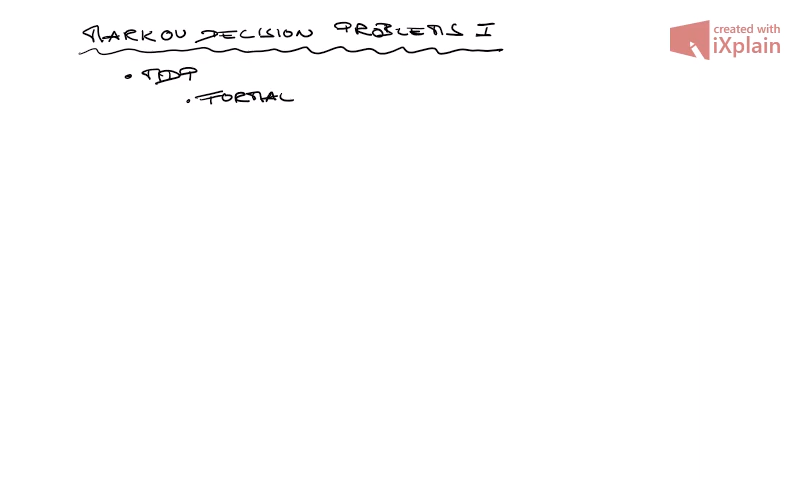 MARKOV DECISION PROBLEMS I
• MDP
• FORMAL
created with
iXplain